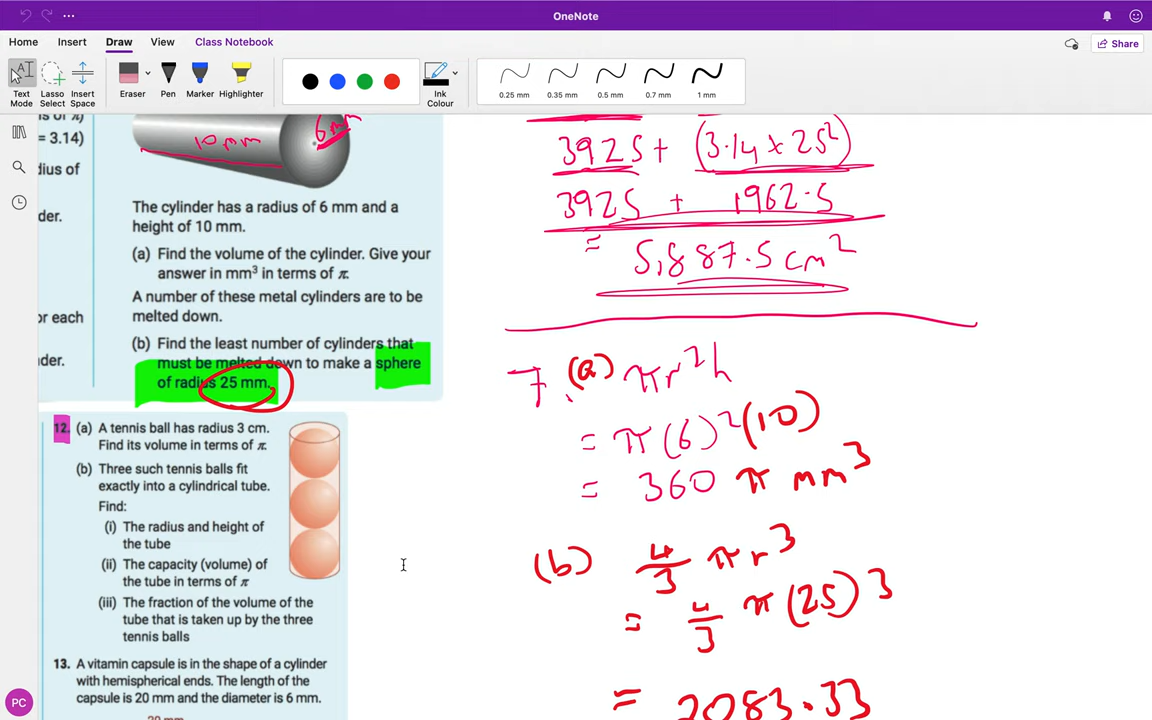 OneNote
Home Insert Draw View Class Notebook
Share
Text Mode
Lasso Select
Insert Space
Eraser
Pen
Marker
Highlighter
Ink Colour
0.25 mm 0.35 mm 0.5 mm 0.7 mm 1 mm
= 3.14)
dius of
der.
or each
der.
10mm
6mm
The cylinder has a radius of 6 mm and a
height of 10 mm.
(a) Find the volume of the cylinder. Give your
answer in mm³ in terms of π.
A number of these metal cylinders are to be
melted down.
(b) Find the least number of cylinders that
must be melted down to make a sphere
of radius 25 mm.
12. (a) A tennis ball has radius 3 cm.
Find its volume in terms of π.
(b) Three such tennis balls fit
exactly into a cylindrical tube.
Find:
(i) The radius and height of
the tube
(ii) The capacity (volume) of
the tube in terms of π
(iii) The fraction of the volume of the
tube that is taken up by the three
tennis balls
13. A vitamin capsule is in the shape of a cylinder
with hemispherical ends. The length of the
capsule is 20 mm and the diameter is 6 mm.
3925 + (3.14 × 25²)
3925 + 1962.5
= 5,887.5 cm²
7. (a) πr²h
= π(6)²(10)
= 360 π mm³
(b) 4/3 πr³
= 4/3 π(25)³
= 2083.33
PC